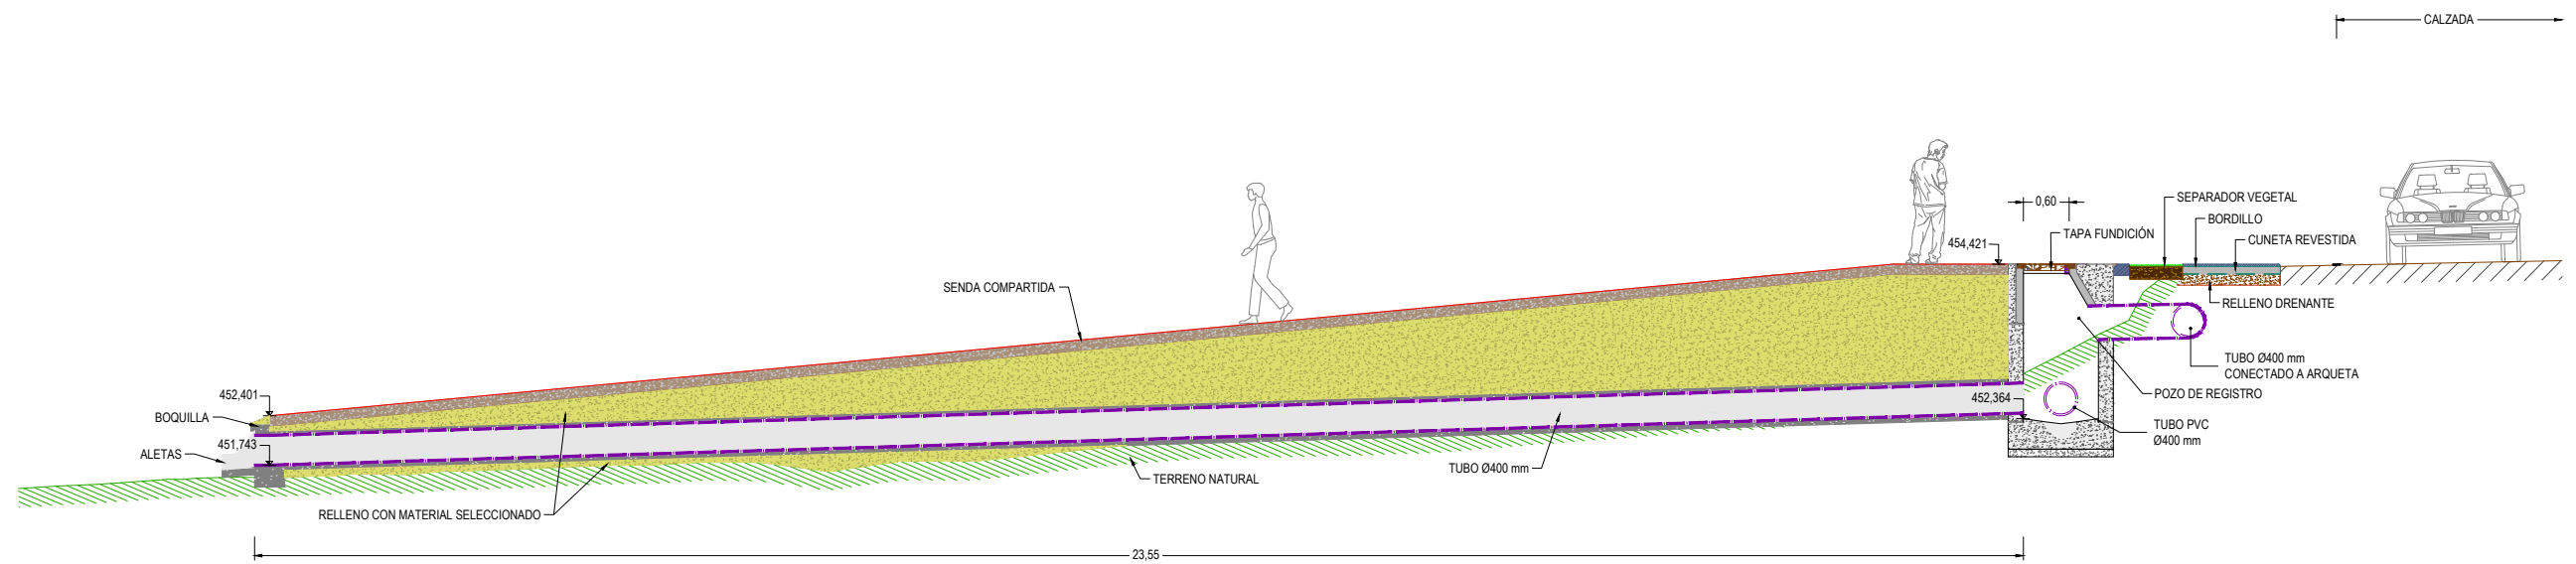 CALZADA
SEPARADOR VEGETAL
0,60
BORDILLO
TAPA FUNDICIÓN
CUNETA REVESTIDA
454,421
SENDA COMPARTIDA
RELLENO DRENANTE
TUBO Ø400 mm
CONECTADO A ARQUETA
452,401
POZO DE REGISTRO
452,364
BOQUILLA
TUBO PVC
Ø400 mm
451,743
ALETAS
TUBO Ø400 mm
TERRENO NATURAL
RELLENO CON MATERIAL SELECCIONADO
23,55